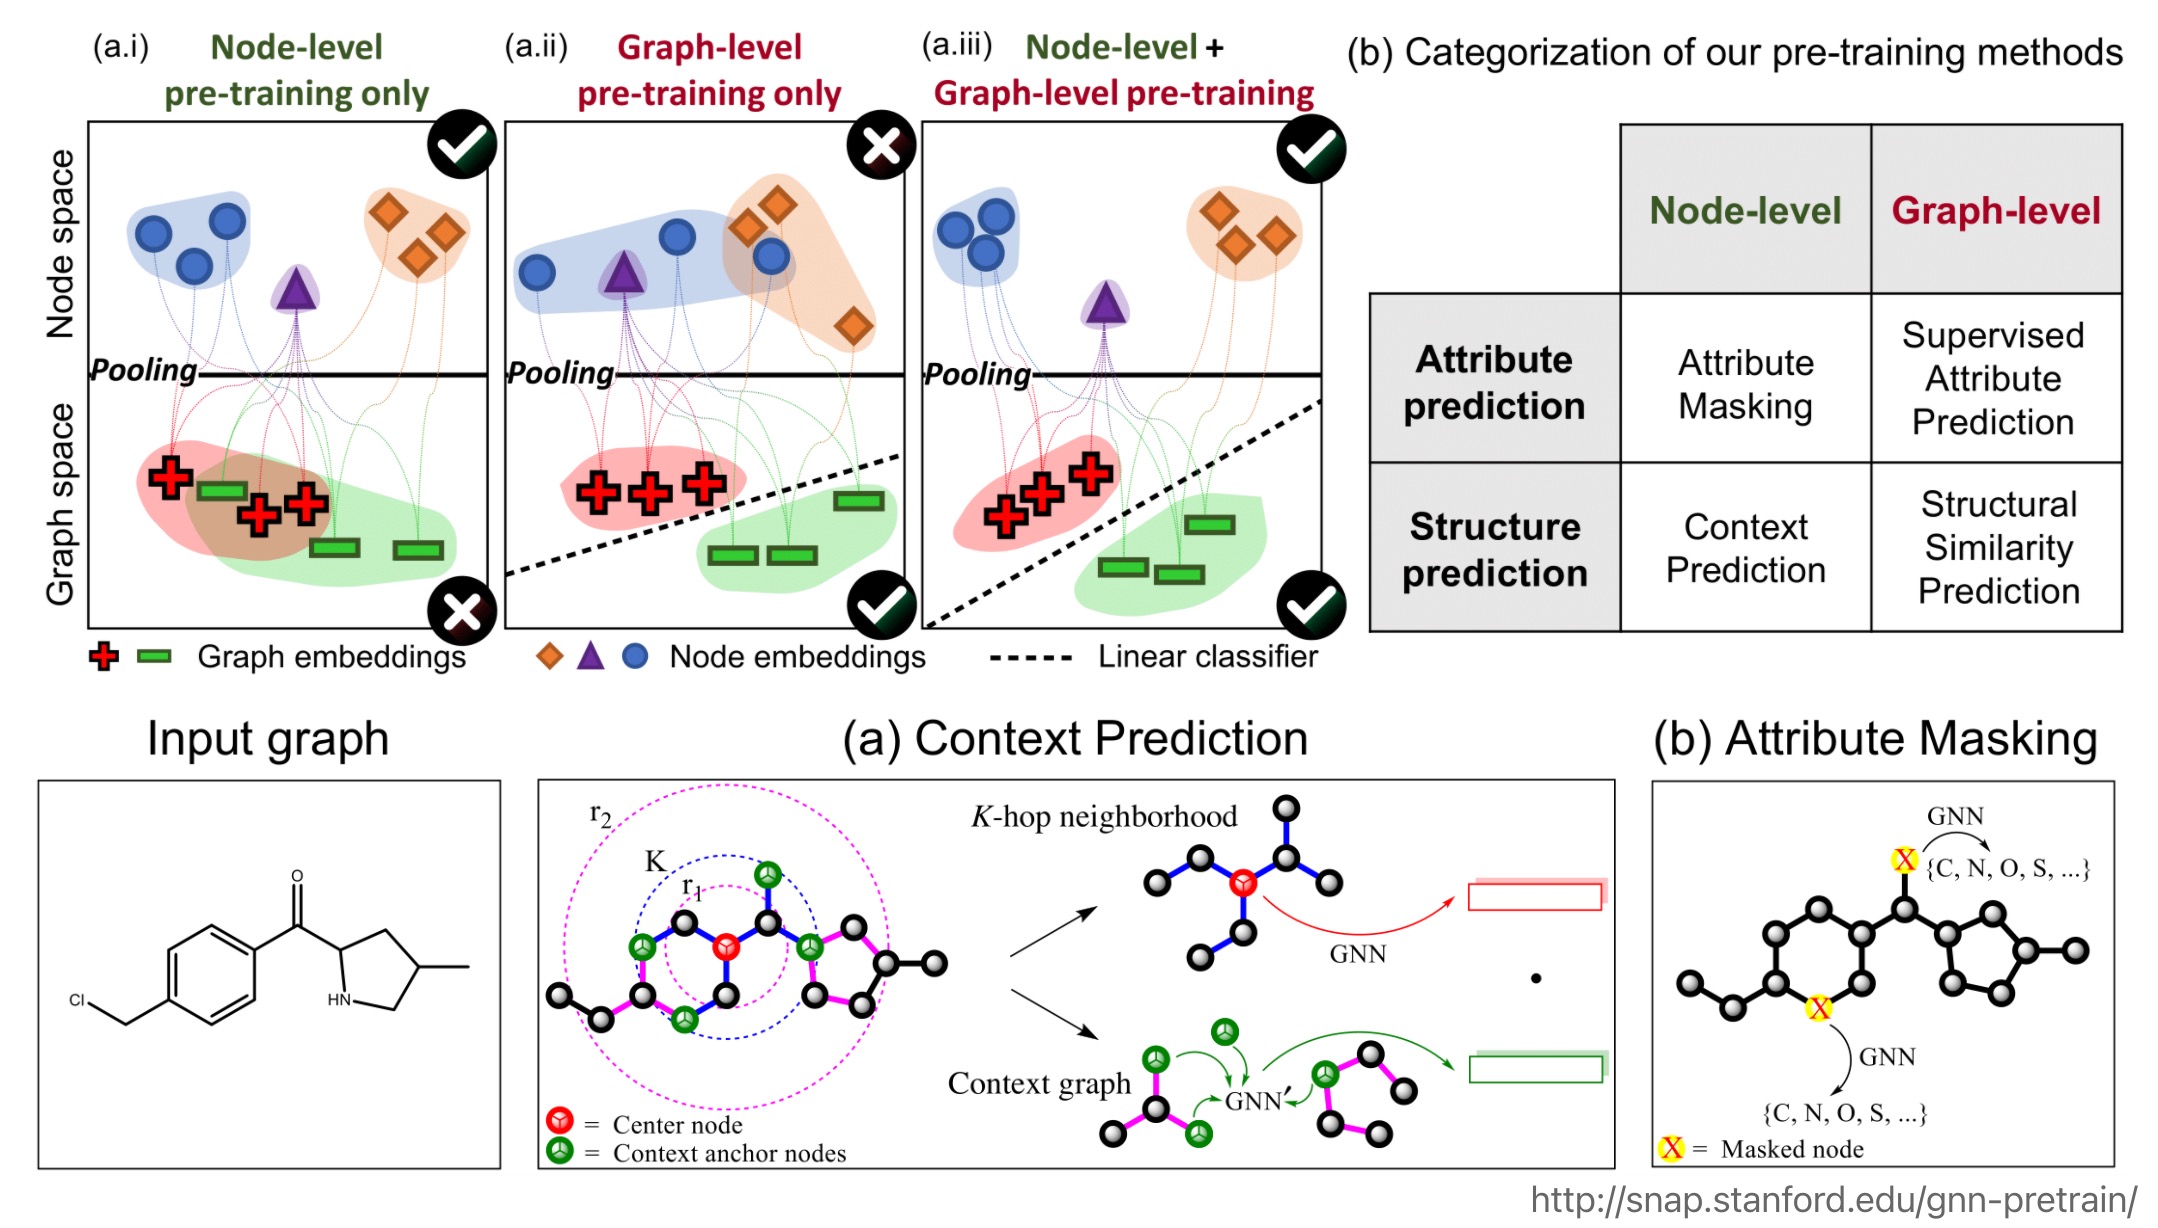 (a.i) Node-level
pre-training only
(a.ii) Graph-level
pre-training only
(a.iii) Node-level +
Graph-level pre-training
Node space
Graph space
Pooling
Pooling
Pooling
Graph embeddings
Node embeddings
Linear classifier
(b) Categorization of our pre-training methods
Node-level
Graph-level
Attribute
prediction
Attribute
Masking
Supervised
Attribute
Prediction
Structure
prediction
Context
Prediction
Structural
Similarity
Prediction
Input graph
O
Cl
HN
(a) Context Prediction
r2
K
r1
= Center node
= Context anchor nodes
K-hop neighborhood
GNN
Context graph
GNN′
(b) Attribute Masking
GNN
X
{C, N, O, S, ...}
X
GNN
{C, N, O, S, ...}
X = Masked node
http://snap.stanford.edu/gnn-pretrain/